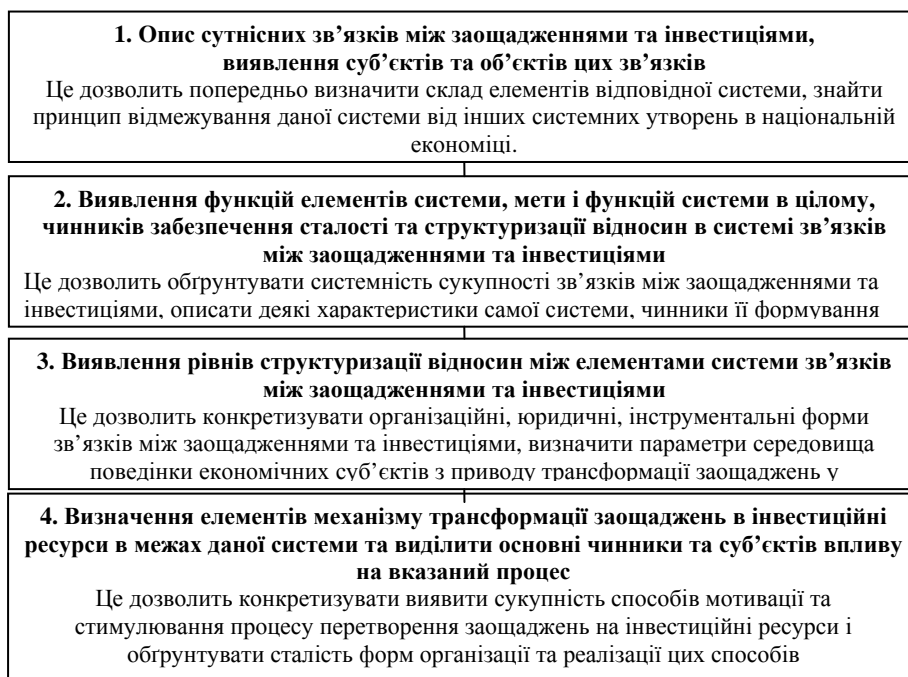 1. Опис сутнісних зв’язків між заощадженнями та інвестиціями,
виявлення суб’єктів та об’єктів цих зв’язків
Це дозволить попередньо визначити склад елементів відповідної системи, знайти
принцип відмежування даної системи від інших системних утворень в національній
економіці.
2. Виявлення функцій елементів системи, мети і функцій системи в цілому,
чинників забезпечення сталості та структуризації відносин в системі зв’язків
між заощадженнями та інвестиціями
Це дозволить обґрунтувати системність сукупності зв’язків між заощадженнями та
інвестиціями, описати деякі характеристики самої системи, чинники її формування
3. Виявлення рівнів структуризації відносин між елементами системи зв’язків
між заощадженнями та інвестиціями
Це дозволить конкретизувати організаційні, юридичні, інструментальні форми
зв’язків між заощадженнями та інвестиціями, визначити параметри середовища
поведінки економічних суб’єктів з приводу трансформації заощаджень у
4. Визначення елементів механізму трансформації заощаджень в інвестиційні
ресурси в межах даної системи та виділити основні чинники та суб’єктів впливу
на вказаний процес
Це дозволить конкретизувати виявити сукупність способів мотивації та
стимулювання процесу перетворення заощаджень на інвестиційні ресурси і
обґрунтувати сталість форм організації та реалізації цих способів